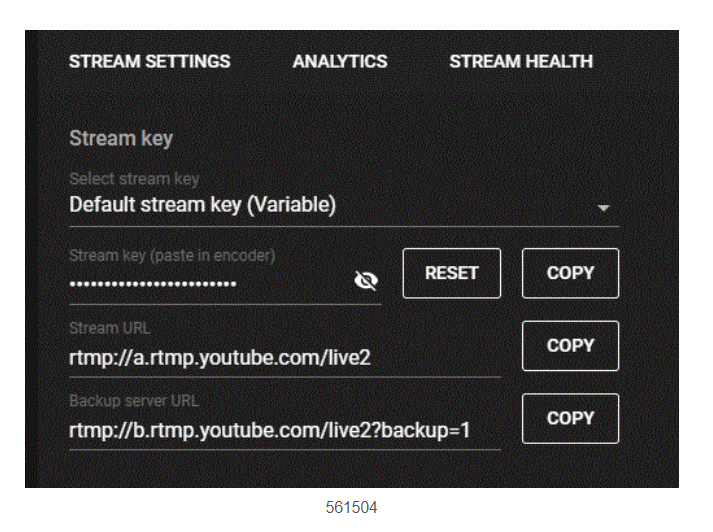 STREAM SETTINGS ANALYTICS STREAM HEALTH
Stream key
Select stream key
Default stream key (Variable)
Stream key (paste in encoder)
•••••••••••••••••••••••• RESET COPY
Stream URL
rtmp://a.rtmp.youtube.com/live2 COPY
Backup server URL
rtmp://b.rtmp.youtube.com/live2?backup=1 COPY
561504